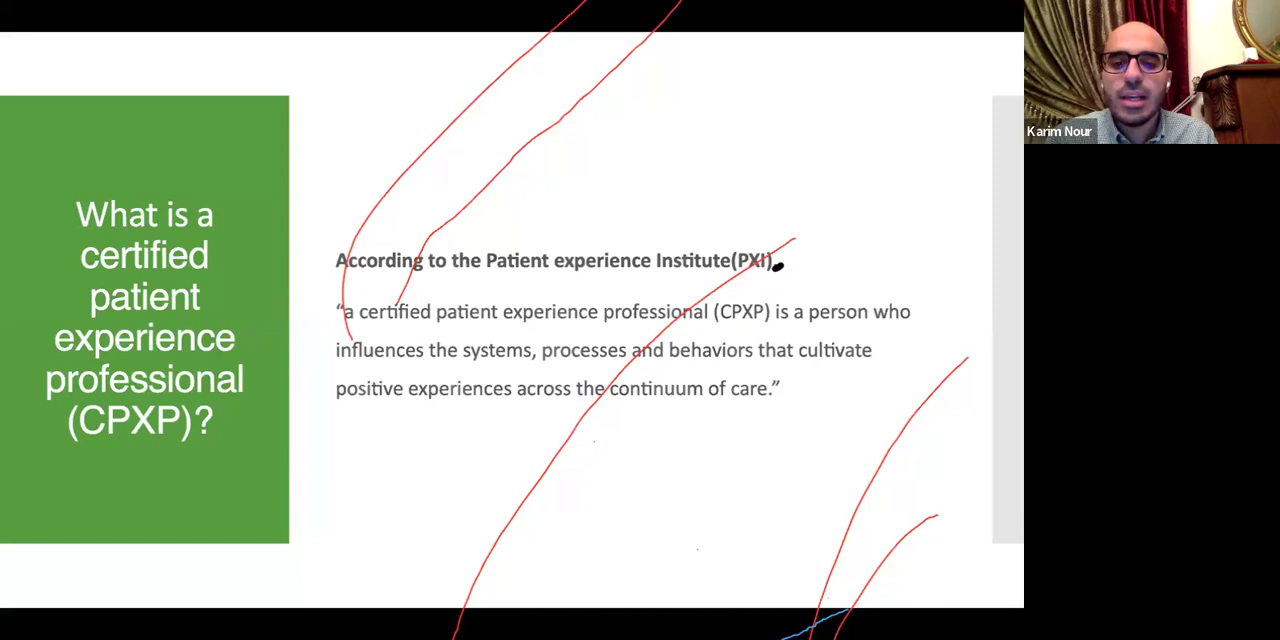 What is a
certified
patient
experience
professional
(CPXP)?
According to the Patient experience Institute(PXI)
“a certified patient experience professional (CPXP) is a person who
influences the systems, processes and behaviors that cultivate
positive experiences across the continuum of care.”
Karim Nour